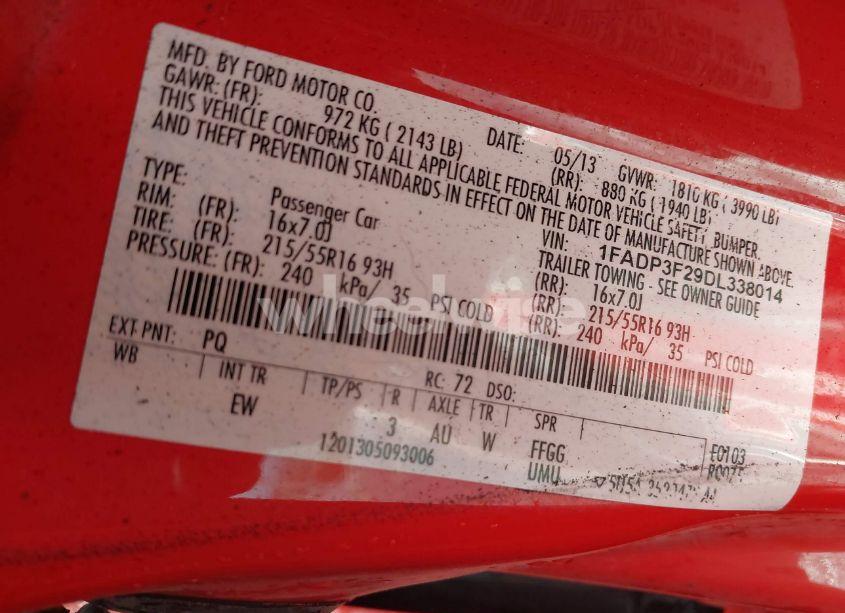 MFD. BY FORD MOTOR CO. DATE: 05/13 GVWR: 1810 KG ( 3990 LB)
GAWR: (FR): 972 KG ( 2143 LB) (RR): 880 KG ( 1940 LB)
THIS VEHICLE CONFORMS TO ALL APPLICABLE FEDERAL MOTOR VEHICLE SAFETY, BUMPER,
AND THEFT PREVENTION STANDARDS IN EFFECT ON THE DATE OF MANUFACTURE SHOWN ABOVE.
VIN: 1FADP3F29DL338014
TYPE: Passenger Car TRAILER TOWING - SEE OWNER GUIDE
RIM: (FR): 16x7.0J (RR): 16x7.0J
TIRE: (FR): 215/55R16 93H (RR): 215/55R16 93H
PRESSURE: (FR): 240 kPa/ 35 PSI COLD (RR): 240 kPa/ 35 PSI COLD
wheelwise
EXT PNT: PQ RC: 72 DSO:
WB INT TR TP/PS R AXLE TR SPR
EW 3 AU W FFGG E0103
1201305093006 UMU